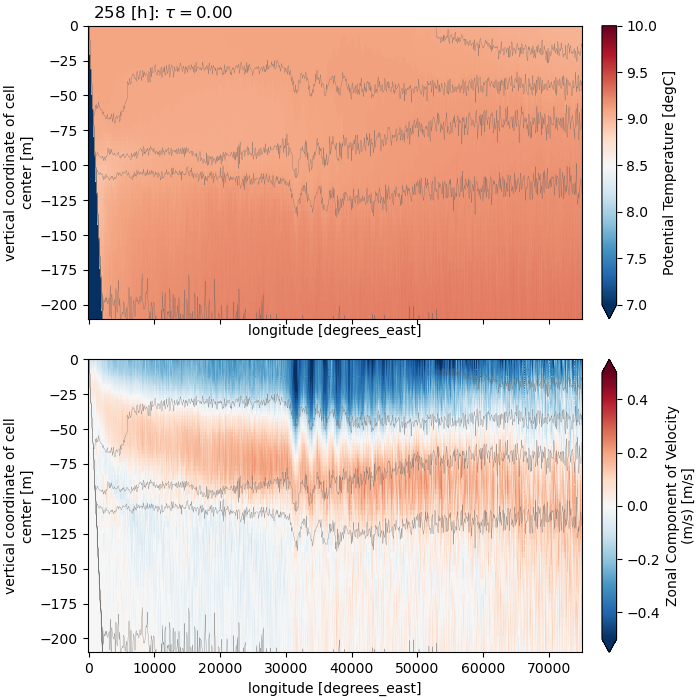 258 [h]: τ = 0.00
0
−25
−50
−75
−100
−125
−150
−175
−200
vertical coordinate of cell
center [m]
longitude [degrees_east]
10.0
9.5
9.0
8.5
8.0
7.5
7.0
Potential Temperature [degC]
0
−25
−50
−75
−100
−125
−150
−175
−200
vertical coordinate of cell
center [m]
0 10000 20000 30000 40000 50000 60000 70000
longitude [degrees_east]
0.4
0.2
0.0
−0.2
−0.4
Zonal Component of Velocity
(m/s) [m/s]